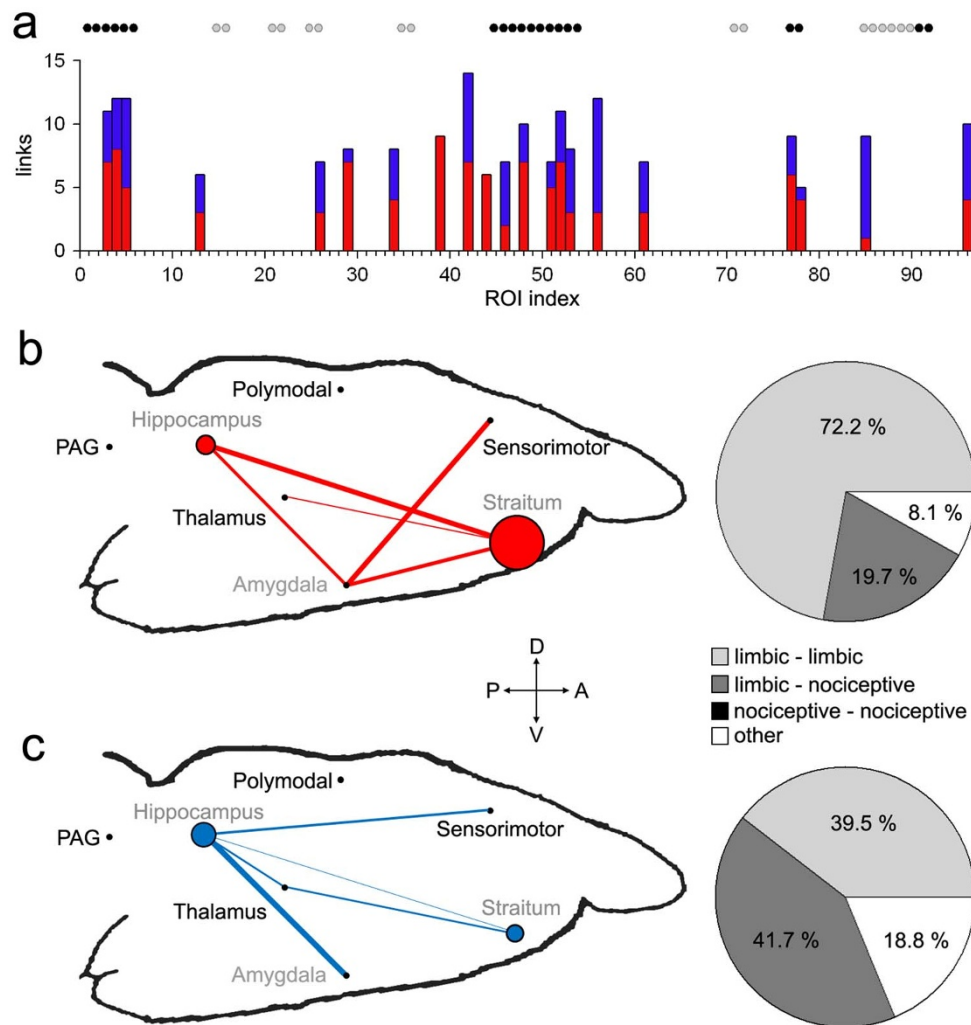 a
15
10
5
0
links
0 10 20 30 40 50 60 70 80 90
ROI index
b
Polymodal
Hippocampus
PAG
Sensorimotor
Thalamus
Straitum
Amygdala
72.2 %
8.1 %
19.7 %
D
P A
V
limbic - limbic
limbic - nociceptive
nociceptive - nociceptive
other
c
Polymodal
Hippocampus
PAG
Sensorimotor
Thalamus
Straitum
Amygdala
39.5 %
41.7 %
18.8 %